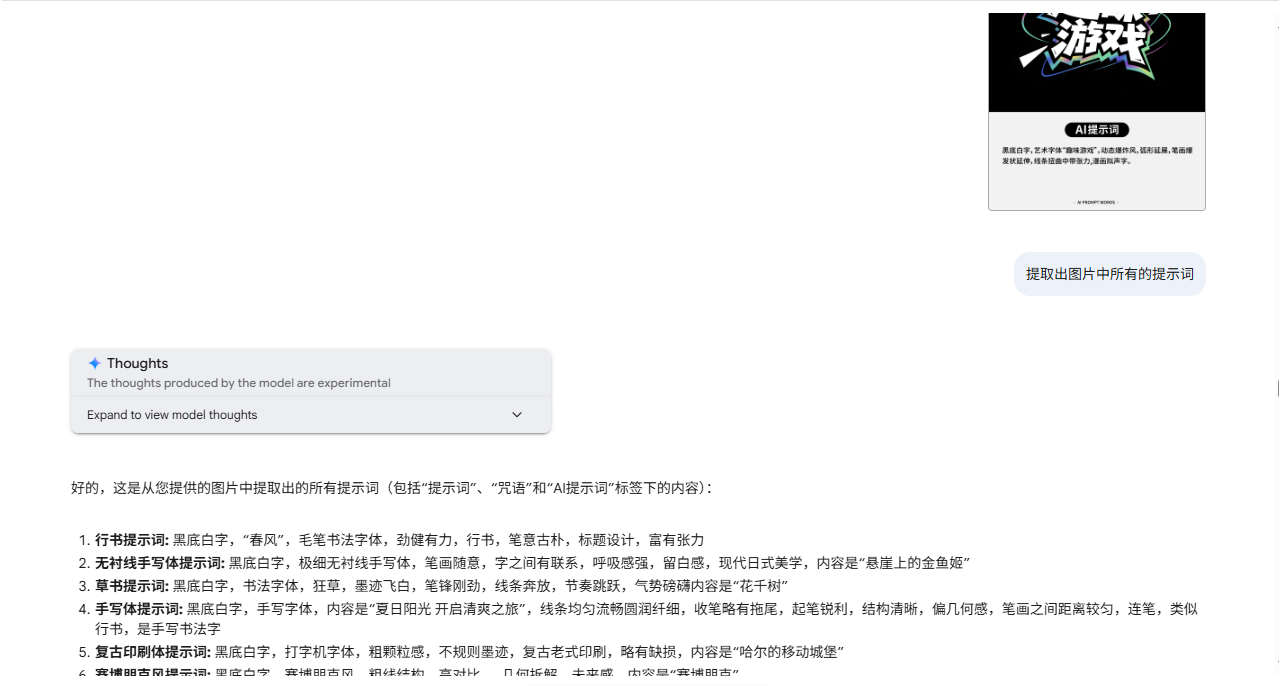 游戏
AI提示词
黑底白字，艺术字体“趣味游戏”，动态爆炸风，弧形延展，笔画爆
发状延伸，线条扭曲中带张力,漫画拟声字。
- AI PROMPT WORDS -
提取出图片中所有的提示词
Thoughts
The thoughts produced by the model are experimental
Expand to view model thoughts
好的，这是从您提供的图片中提取出的所有提示词（包括“提示词”、“咒语”和“AI提示词”标签下的内容）：
1. 行书提示词: 黑底白字，“春风”，毛笔书法字体，劲健有力，行书，笔意古朴，标题设计，富有张力
2. 无衬线手写体提示词: 黑底白字，极细无衬线手写体，笔画随意，字之间有联系，呼吸感强，留白感，现代日式美学，内容是“悬崖上的金鱼姬”
3. 草书提示词: 黑底白字，书法字体，狂草，墨迹飞白，笔锋刚劲，线条奔放，节奏跳跃，气势磅礴内容是“花千树”
4. 手写体提示词: 黑底白字，手写字体，内容是“夏日阳光 开启清爽之旅”，线条均匀流畅圆润纤细，收笔略有拖尾，起笔锐利，结构清晰，偏几何感，笔画之间距离较匀，连笔，类似
行书，是手写书法字
5. 复古印刷体提示词: 黑底白字，打字机字体，粗颗粒感，不规则墨迹，复古老式印刷，略有缺损，内容是“哈尔的移动城堡”
6. 赛博朋克风提示词: 黑底白字，赛博朋克风，粗线结构，高对比，几何拆解，未来感，内容是“赛博朋克”